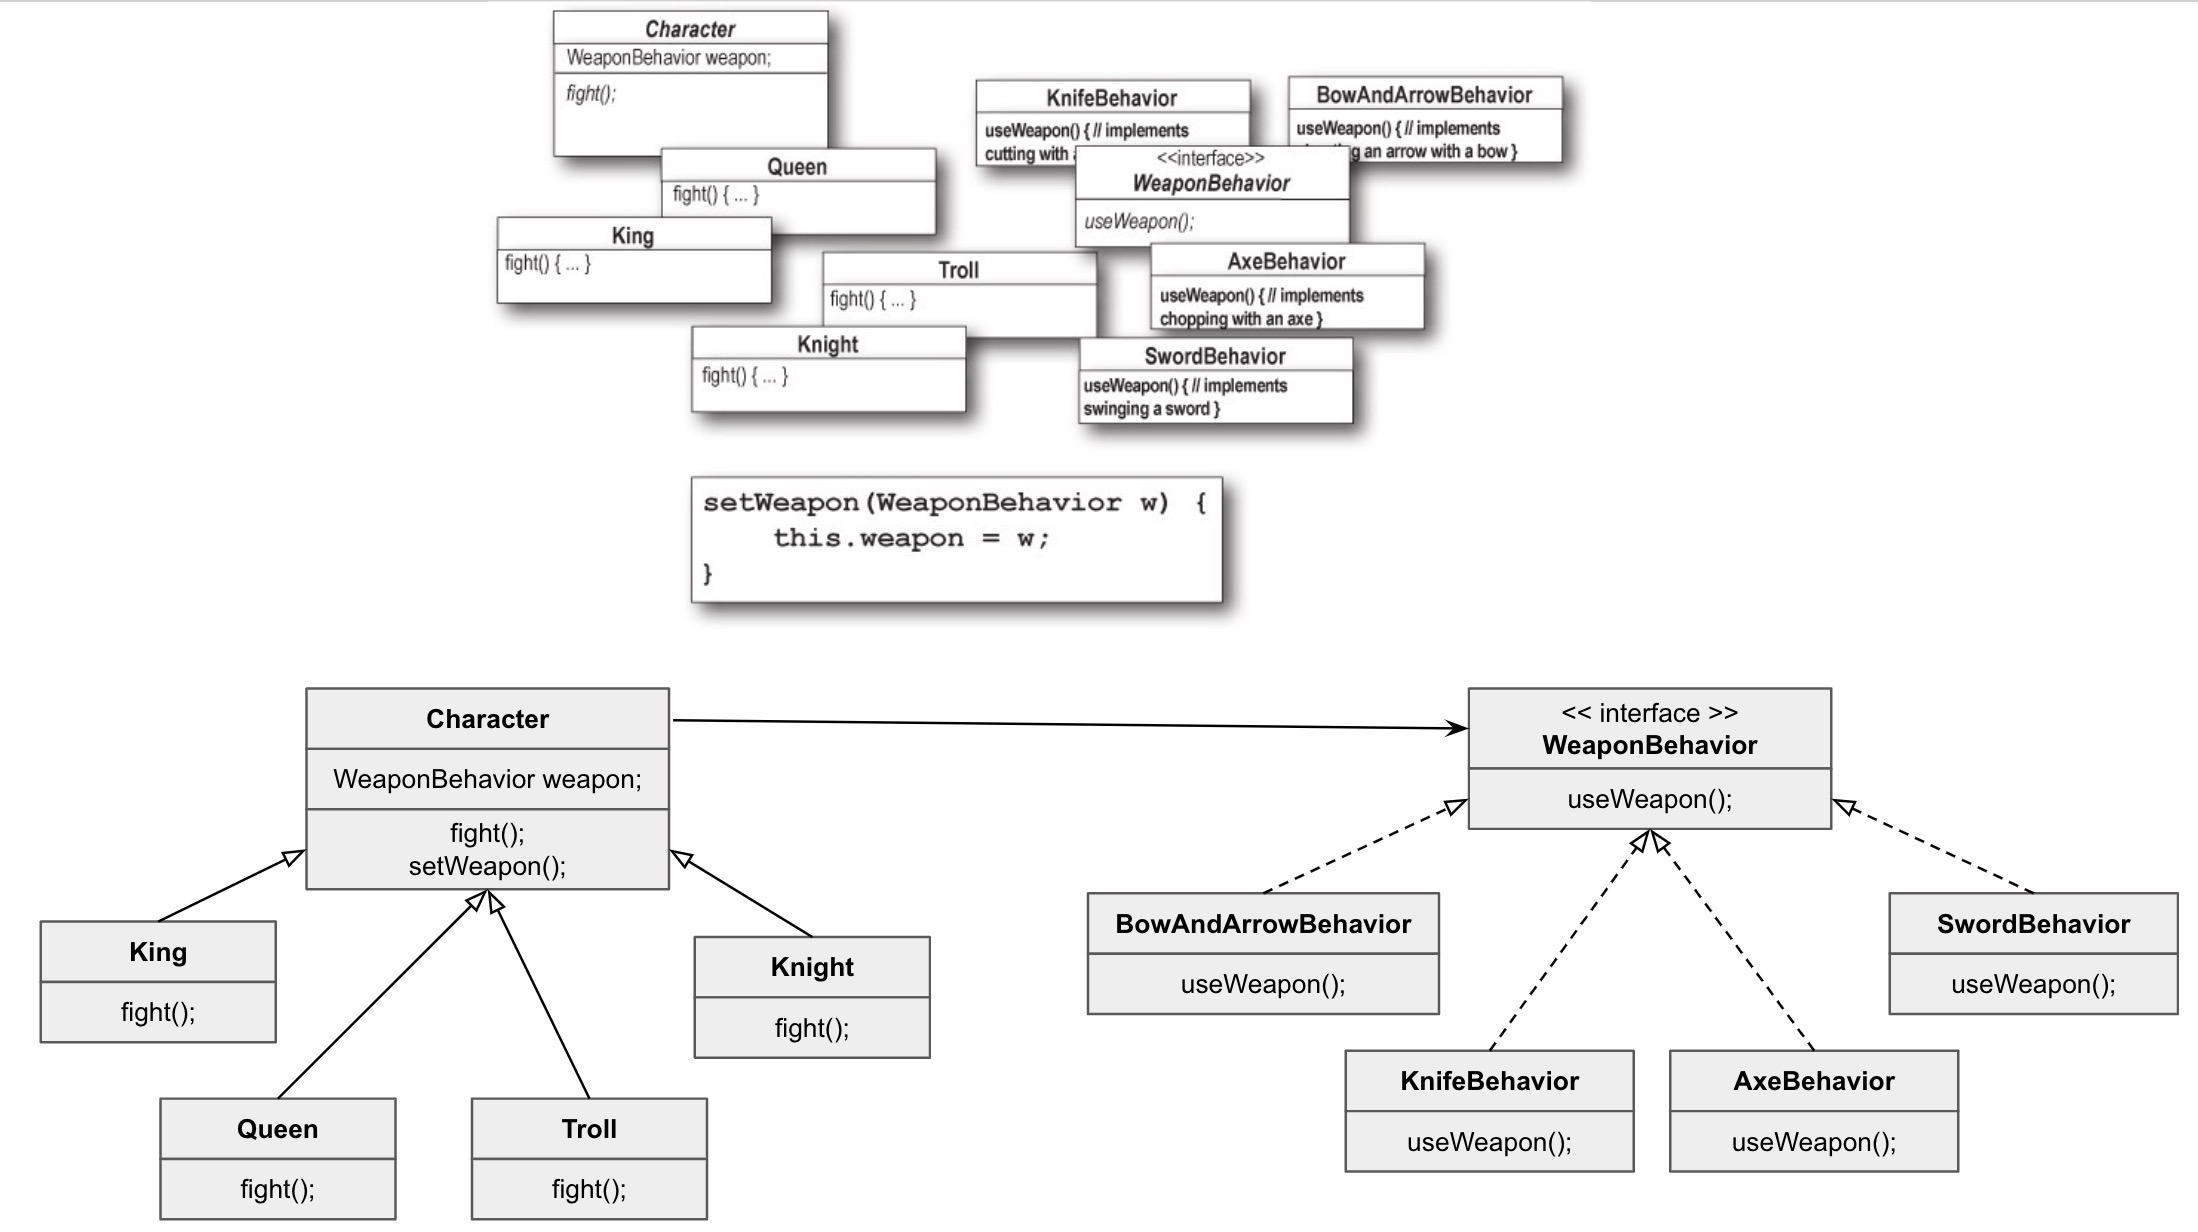 Character
WeaponBehavior weapon;
fight();
Queen
fight() { ... }
King
fight() { ... }
Troll
fight() { ... }
Knight
fight() { ... }
KnifeBehavior
useWeapon() { // implements
cutting with
BowAndArrowBehavior
useWeapon() { // implements
an arrow with a bow }
<<interface>>
WeaponBehavior
useWeapon();
AxeBehavior
useWeapon() { // implements
chopping with an axe }
SwordBehavior
useWeapon() { // implements
swinging a sword }
setWeapon(WeaponBehavior w) {
this.weapon = w;
}
Character
WeaponBehavior weapon;
fight();
setWeapon();
King
fight();
Queen
fight();
Troll
fight();
Knight
fight();
<< interface >>
WeaponBehavior
useWeapon();
BowAndArrowBehavior
useWeapon();
KnifeBehavior
useWeapon();
AxeBehavior
useWeapon();
SwordBehavior
useWeapon();